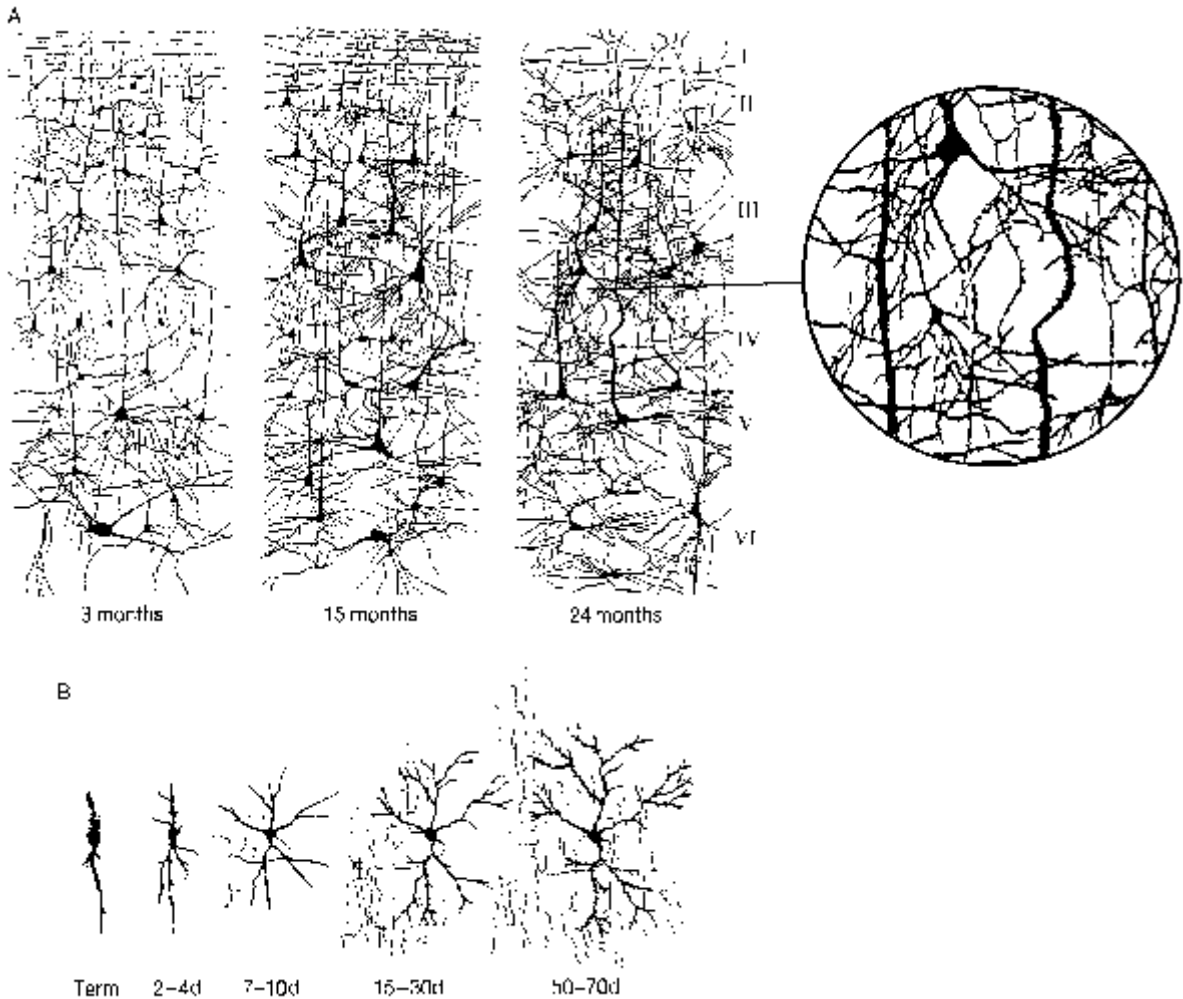 A
I
II
III
IV
V
VI
3 months 15 months 24 months
B
Term 2–4d 7–10d 15–30d 50–70d